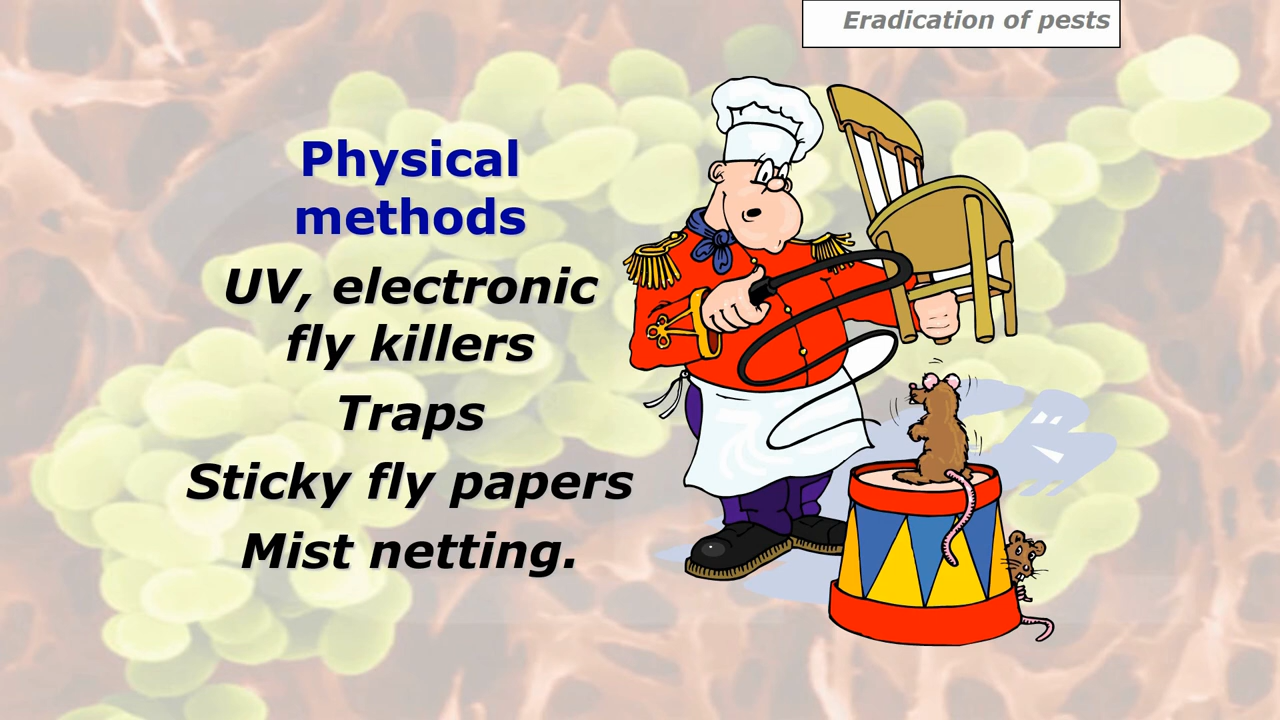 Eradication of pests
Physical
methods
UV, electronic
fly killers
Traps
Sticky fly papers
Mist netting.